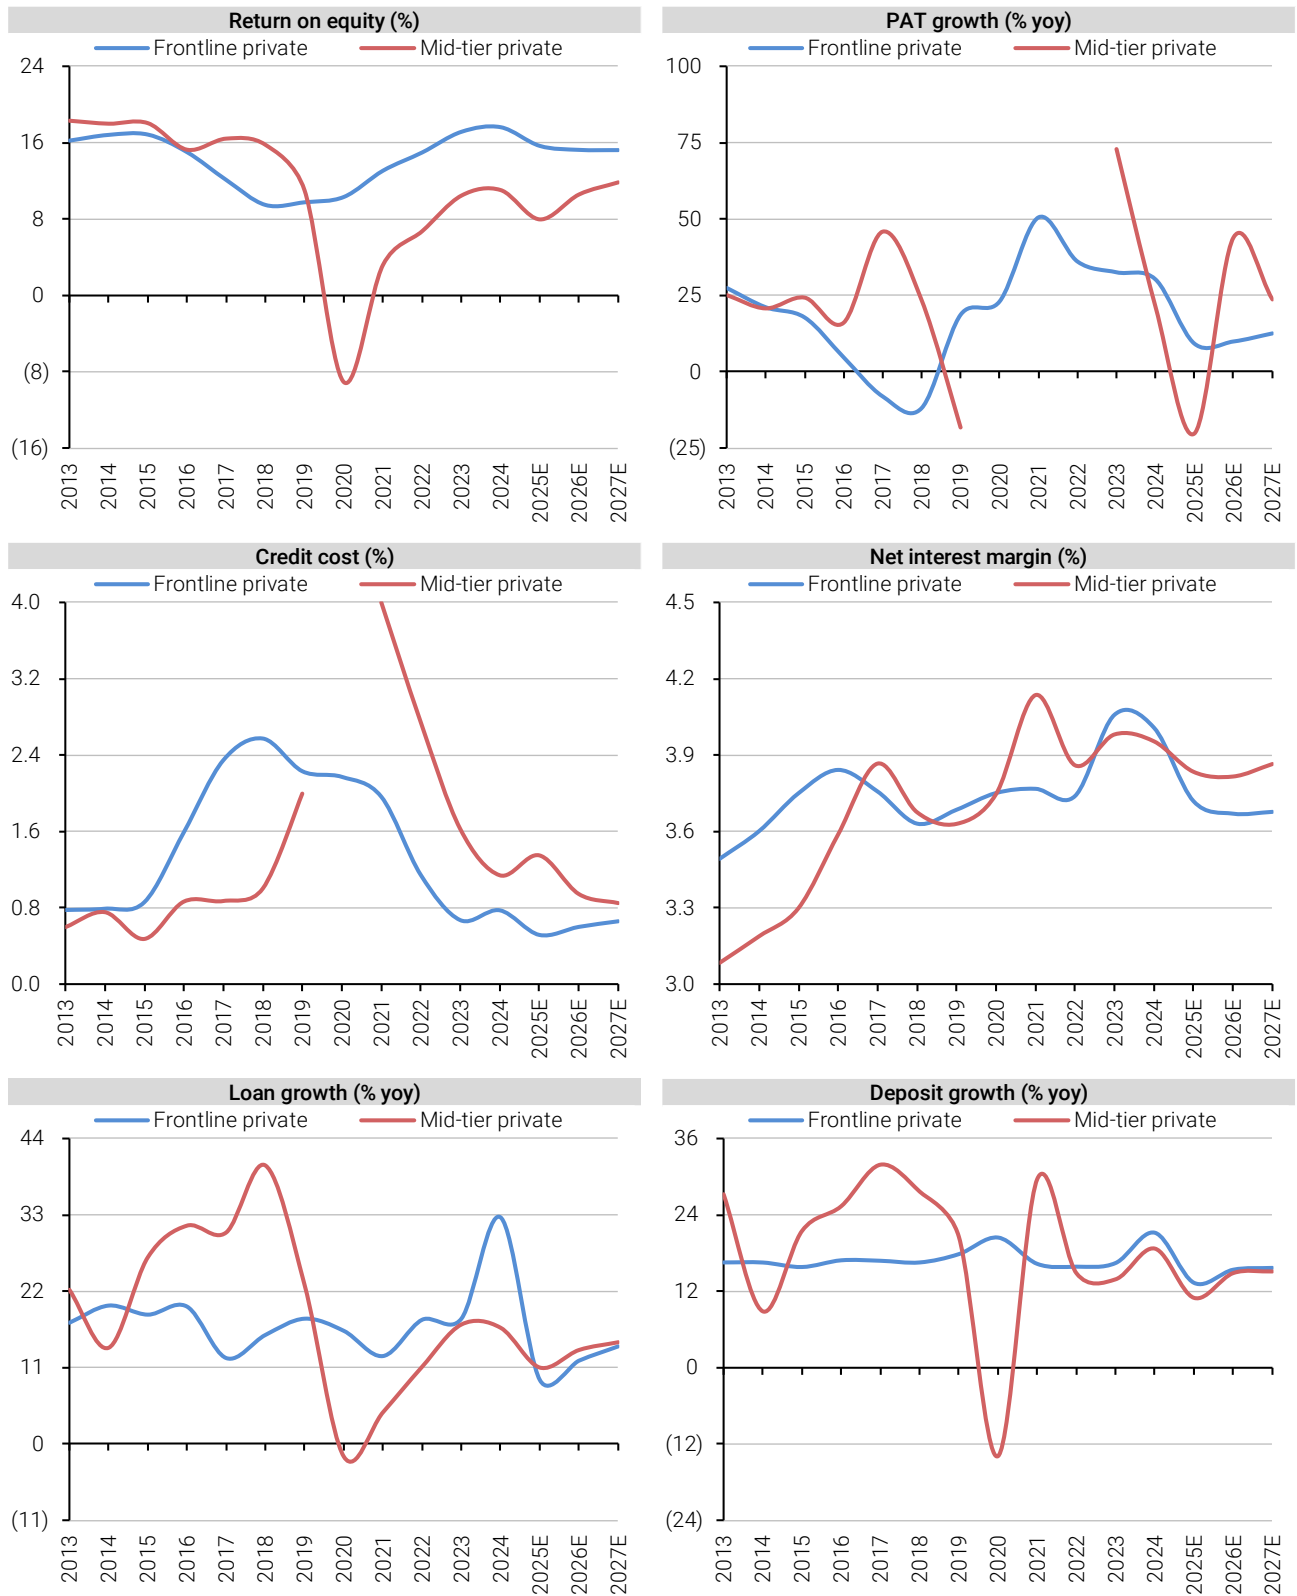 Return on equity (%)
Frontline private
Mid-tier private
24
16
8
0
(8)
(16)
2013 2014 2015 2016 2017 2018 2019 2020 2021 2022 2023 2024 2025E 2026E 2027E
PAT growth (% yoy)
Frontline private
Mid-tier private
100
75
50
25
0
(25)
2013 2014 2015 2016 2017 2018 2019 2020 2021 2022 2023 2024 2025E 2026E 2027E
Credit cost (%)
Frontline private
Mid-tier private
4.0
3.2
2.4
1.6
0.8
0.0
2013 2014 2015 2016 2017 2018 2019 2020 2021 2022 2023 2024 2025E 2026E 2027E
Net interest margin (%)
Frontline private
Mid-tier private
4.5
4.2
3.9
3.6
3.3
3.0
2013 2014 2015 2016 2017 2018 2019 2020 2021 2022 2023 2024 2025E 2026E 2027E
Loan growth (% yoy)
Frontline private
Mid-tier private
44
33
22
11
0
(11)
2013 2014 2015 2016 2017 2018 2019 2020 2021 2022 2023 2024 2025E 2026E 2027E
Deposit growth (% yoy)
Frontline private
Mid-tier private
36
24
12
0
(12)
(24)
2013 2014 2015 2016 2017 2018 2019 2020 2021 2022 2023 2024 2025E 2026E 2027E